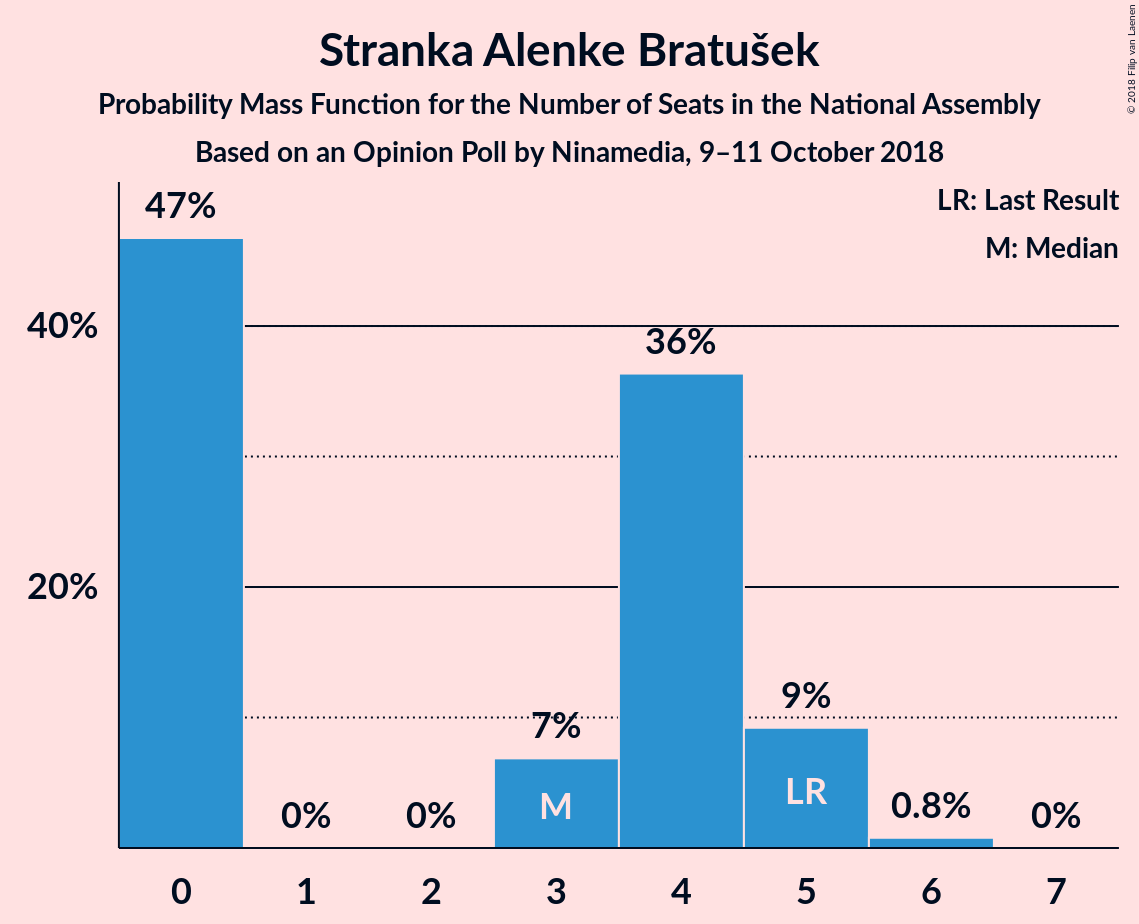 Stranka Alenke Bratušek
Probability Mass Function for the Number of Seats in the National Assembly
Based on an Opinion Poll by Ninamedia, 9–11 October 2018
© 2018 Filip van Laenen
LR: Last Result
M: Median
47%
40%
36%
20%
9%
7%
LR
M
0.8%
0%
0%
0%
0 1 2 3 4 5 6 7